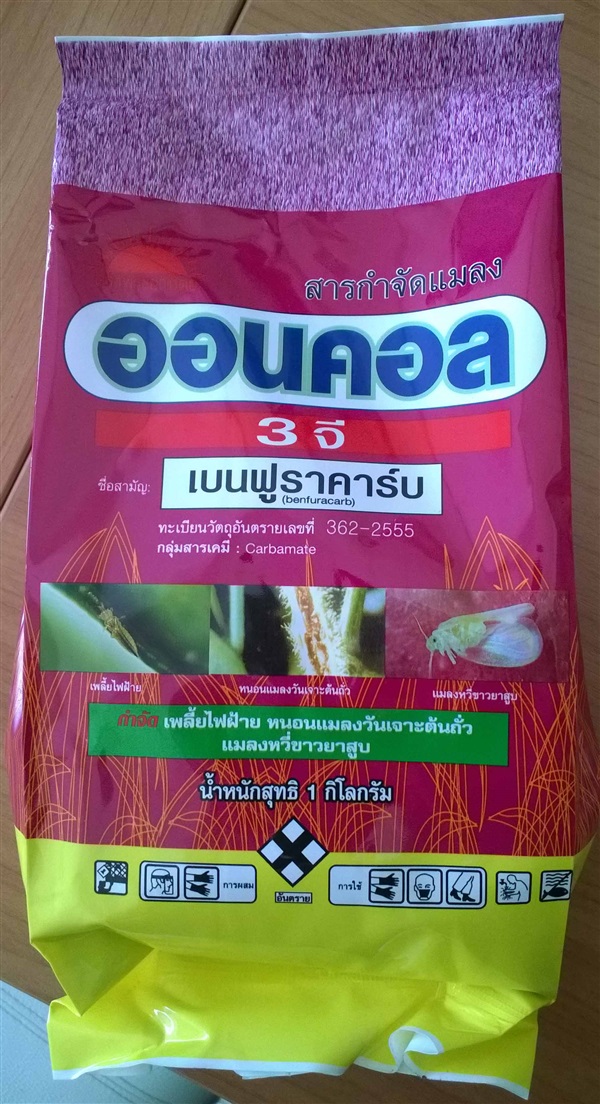 สารกำจัดแมลง
ออนคอล
3 จี
ชื่อสามัญ: เบนฟูราคาร์บ
(benfuracarb)
ทะเบียนวัตถุอันตรายเลขที่ 362-2555
กลุ่มสารเคมี : Carbamate
เพลี้ยไฟฝ้าย หนอนแมลงวันเจาะต้นถั่ว แมลงหวี่ขาวยาสูบ
กำจัด เพลี้ยไฟฝ้าย หนอนแมลงวันเจาะต้นถั่ว
แมลงหวี่ขาวยาสูบ
น้ำหนักสุทธิ 1 กิโลกรัม
การผสม การใช้
อันตราย